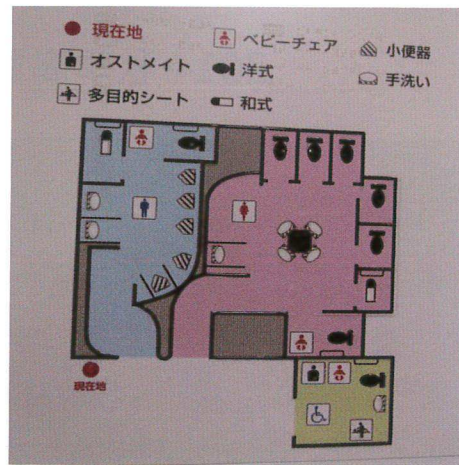 現在地
ベビーチェア
小便器
オストメイト
洋式
手洗い
多目的シート
和式
現在地